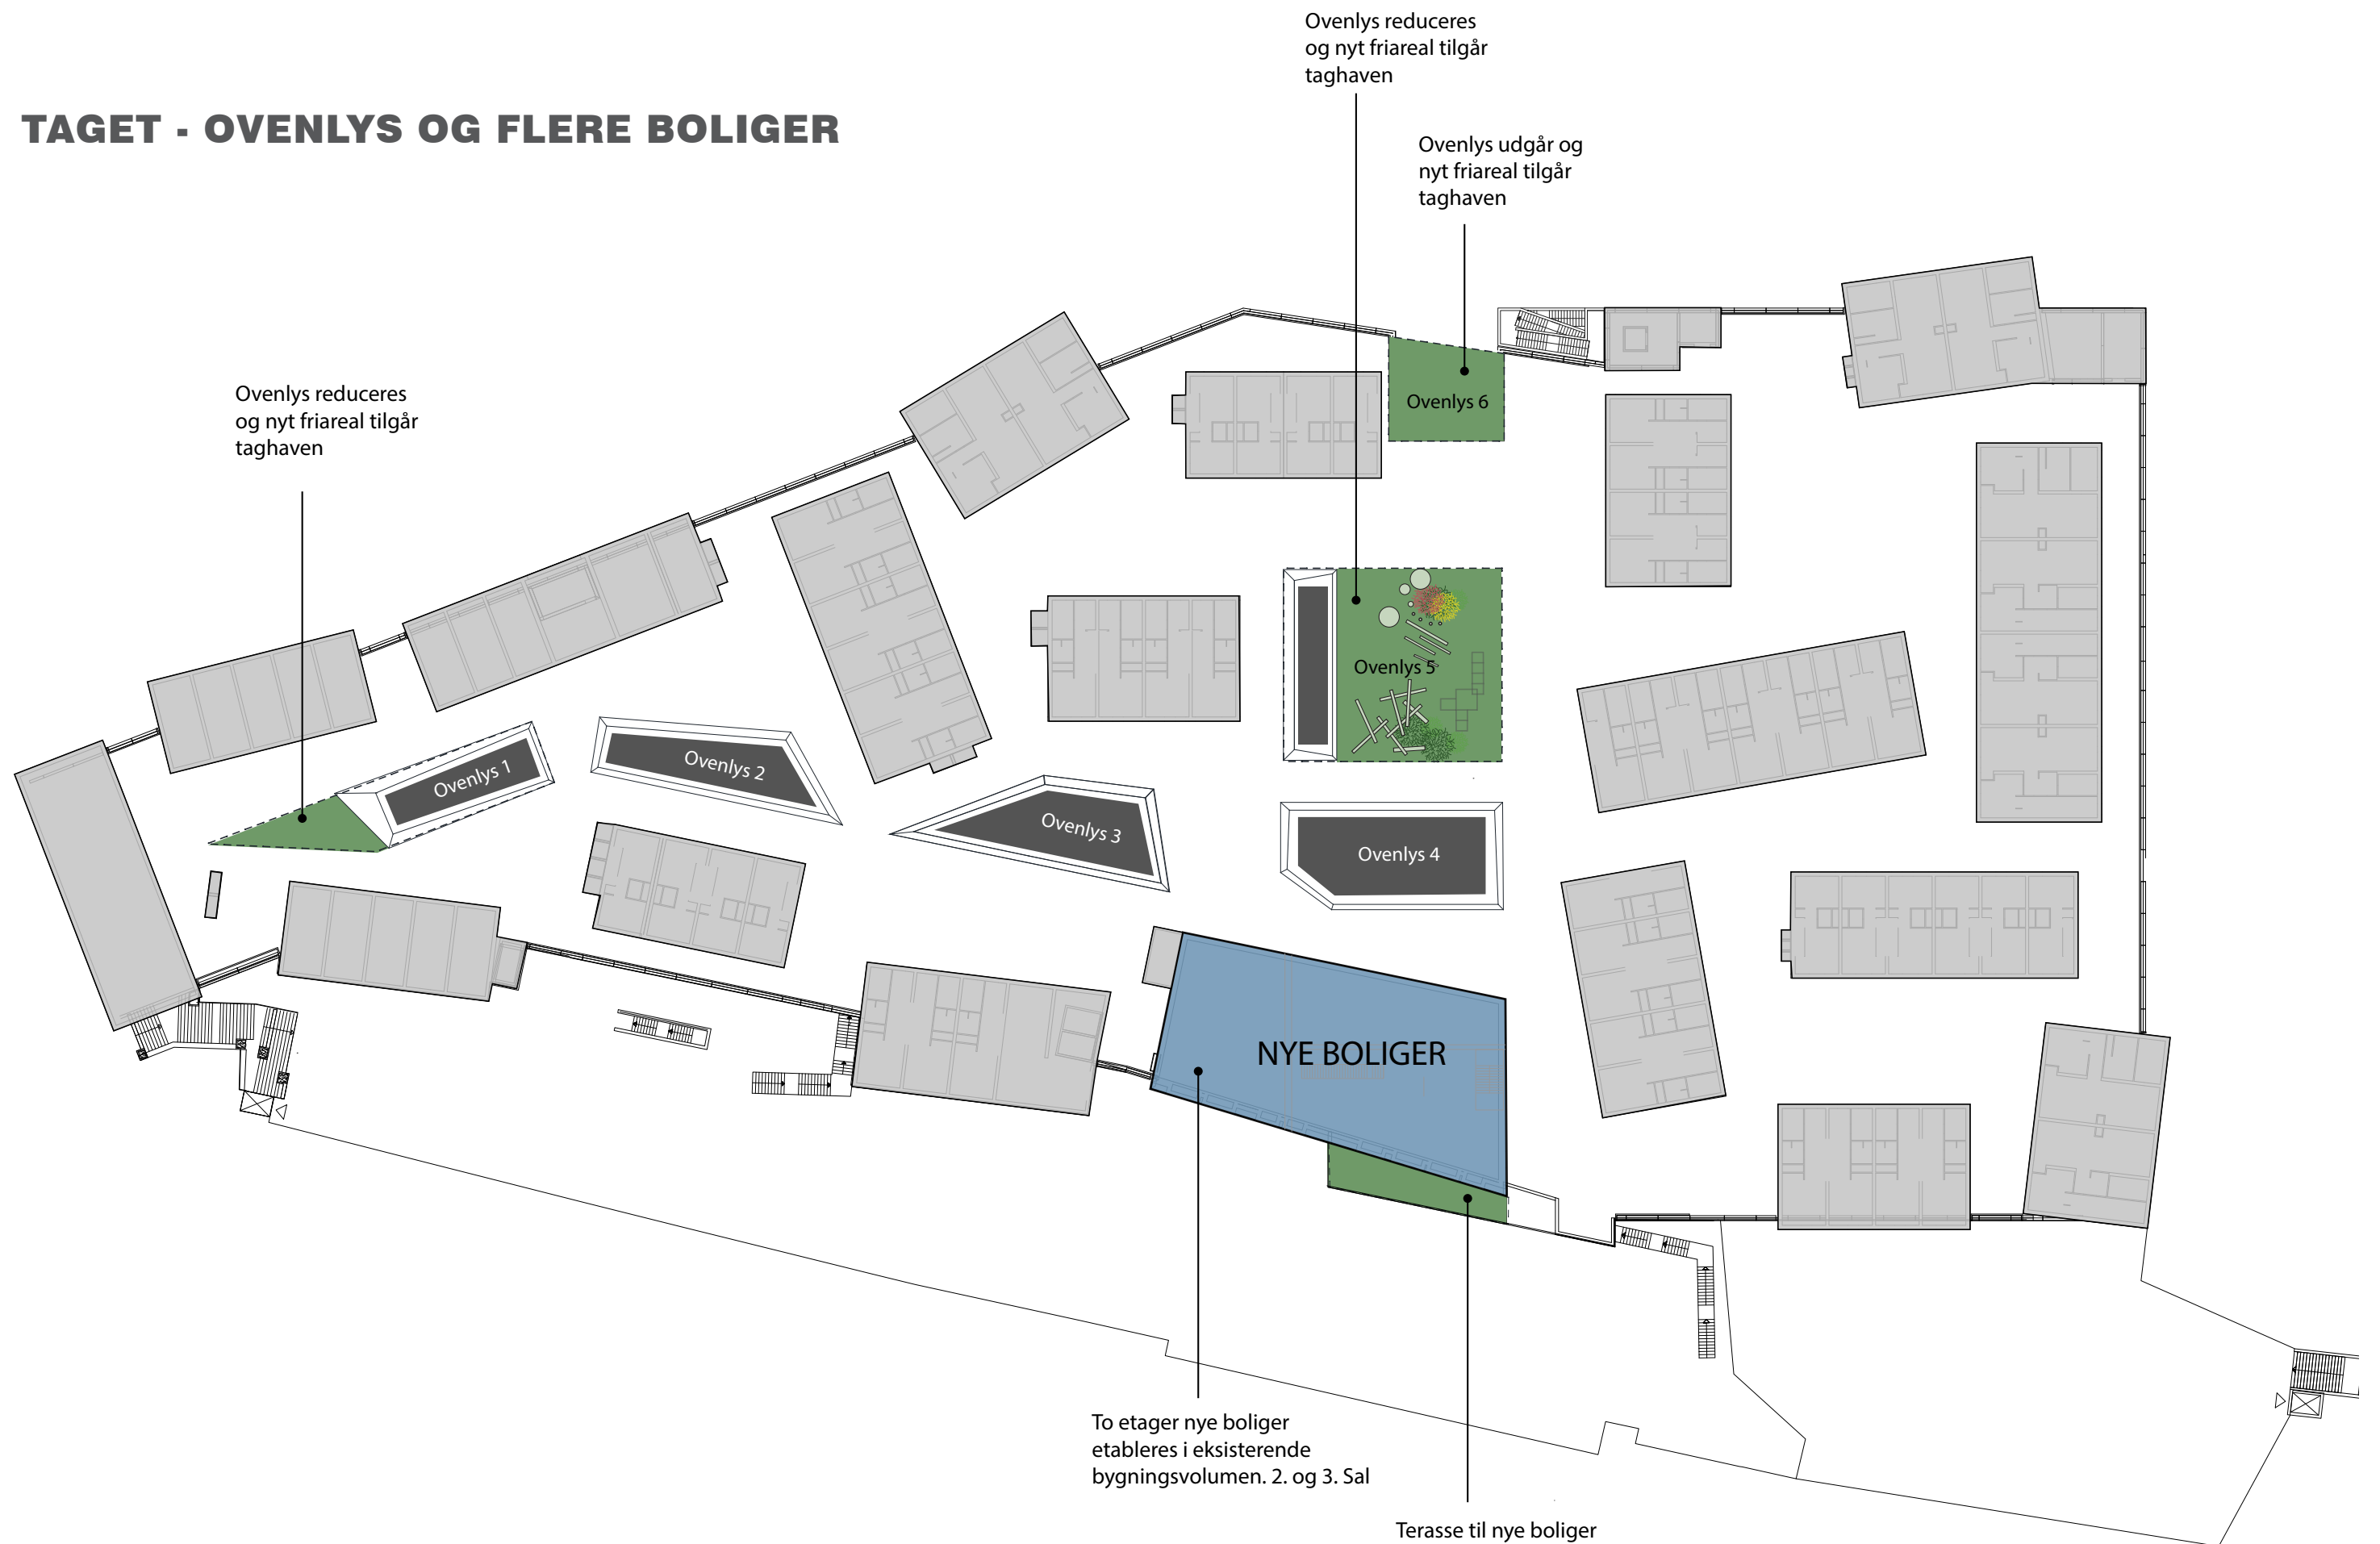 Ovenlys reduceres
og nyt friareal tilgår
taghaven
TAGET - OVENLYS OG FLERE BOLIGER
Ovenlys udgår og
nyt friareal tilgår
taghaven
Ovenlys reduceres
og nyt friareal tilgår
taghaven
Ovenlys 6
Ovenlys 5
Ovenlys 1
Ovenlys 2
Ovenlys 3
Ovenlys 4
NYE BOLIGER
To etager nye boliger
etableres i eksisterende
bygningsvolumen. 2. og 3. Sal
Terasse til nye boliger